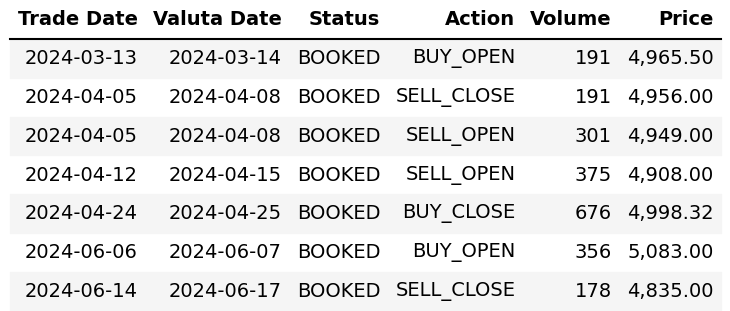 Trade Date Valuta Date Status Action Volume Price
2024-03-13 2024-03-14 BOOKED BUY_OPEN 191 4,965.50
2024-04-05 2024-04-08 BOOKED SELL_CLOSE 191 4,956.00
2024-04-05 2024-04-08 BOOKED SELL_OPEN 301 4,949.00
2024-04-12 2024-04-15 BOOKED SELL_OPEN 375 4,908.00
2024-04-24 2024-04-25 BOOKED BUY_CLOSE 676 4,998.32
2024-06-06 2024-06-07 BOOKED BUY_OPEN 356 5,083.00
2024-06-14 2024-06-17 BOOKED SELL_CLOSE 178 4,835.00